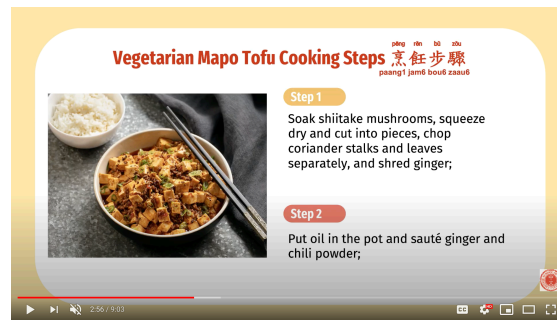 pēng rèn bù zòu
Vegetarian Mapo Tofu Cooking Steps 烹飪步驟
paang1 jam6 bou6 zaau6
Step 1
Soak shiitake mushrooms, squeeze
dry and cut into pieces, chop
coriander stalks and leaves
separately, and shred ginger;
Step 2
Put oil in the pot and sauté ginger and
chili powder;
2:56 / 9:03
CC
HD